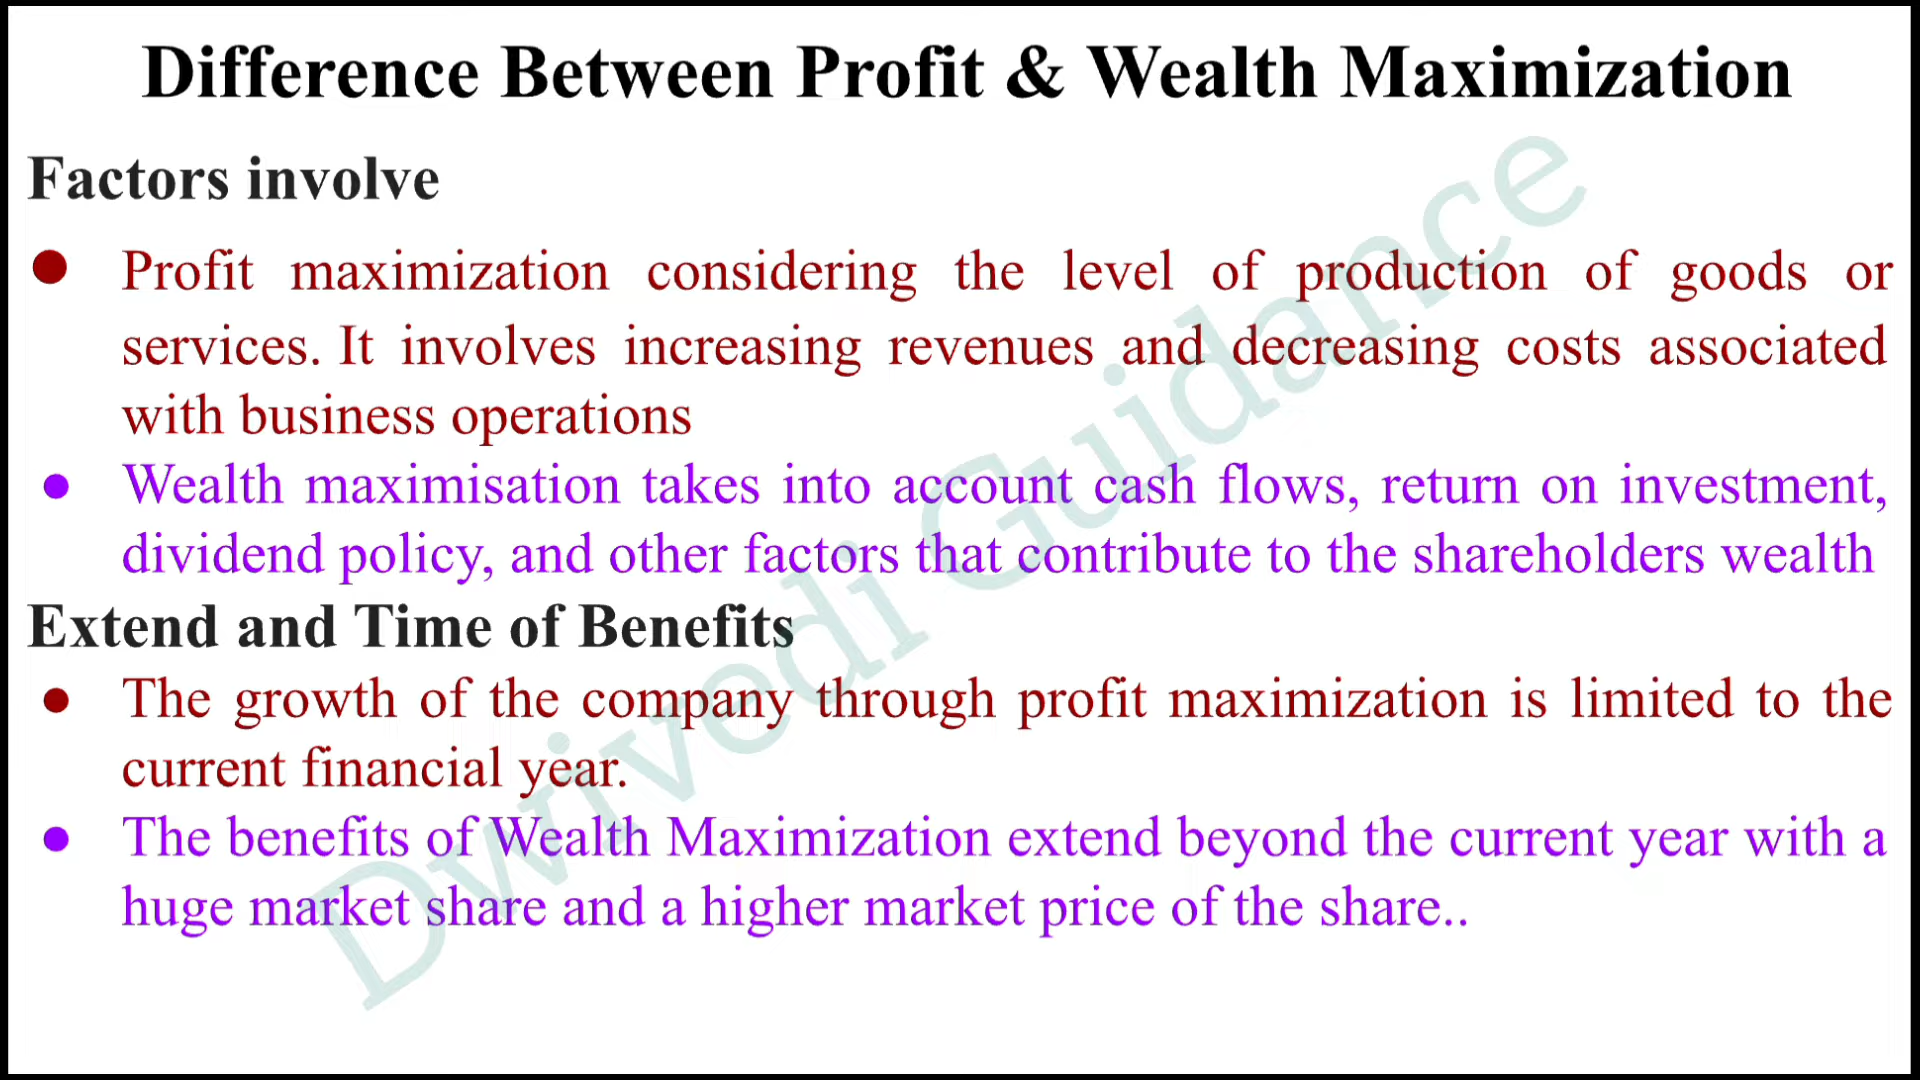 Difference Between Profit & Wealth Maximization
Factors involve
● Profit maximization considering the level of production of goods or
services. It involves increasing revenues and decreasing costs associated
with business operations
● Wealth maximisation takes into account cash flows, return on investment,
dividend policy, and other factors that contribute to the shareholders wealth
Extend and Time of Benefits
● The growth of the company through profit maximization is limited to the
current financial year.
● The benefits of Wealth Maximization extend beyond the current year with a
huge market share and a higher market price of the share..
Dwivedi Guidance